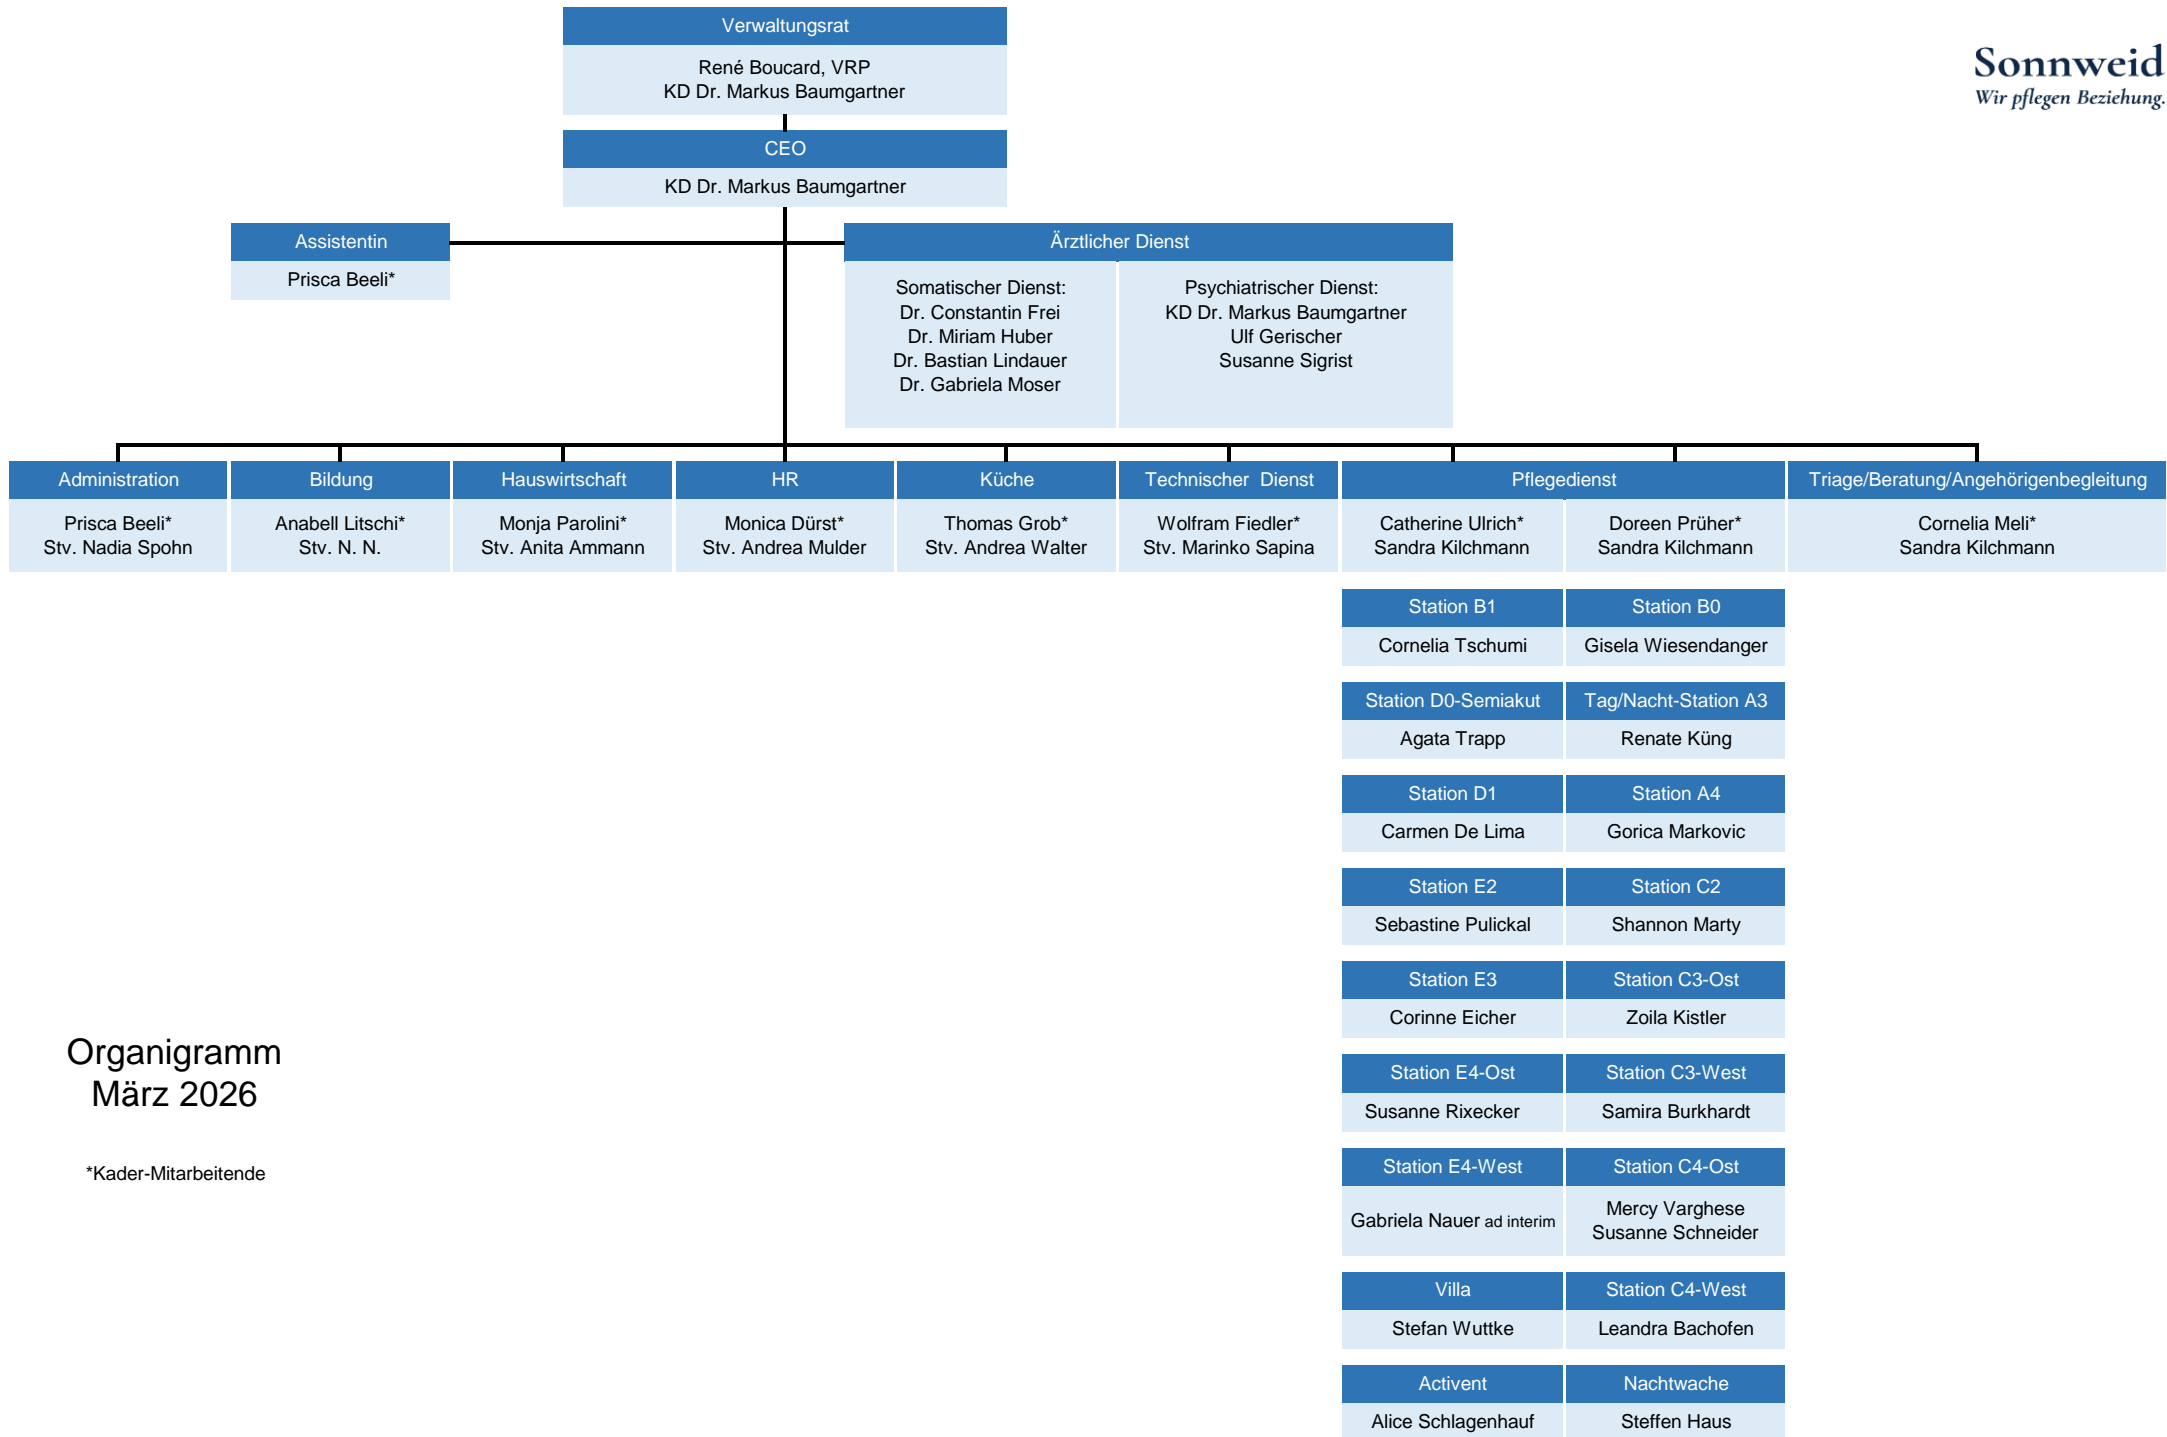 Verwaltungsrat
René Boucard, VRP
KD Dr. Markus Baumgartner
Sonnweid
Wir pflegen Beziehung.
CEO
KD Dr. Markus Baumgartner
Assistentin
Prisca Beeli*
Ärztlicher Dienst
Somatischer Dienst:
Dr. Constantin Frei
Dr. Miriam Huber
Dr. Bastian Lindauer
Dr. Gabriela Moser
Psychiatrischer Dienst:
KD Dr. Markus Baumgartner
Ulf Gerischer
Susanne Sigrist
Administration
Prisca Beeli*
Stv. Nadia Spohn
Bildung
Anabell Litschi*
Stv. N. N.
Hauswirtschaft
Monja Parolini*
Stv. Anita Ammann
HR
Monica Dürst*
Stv. Andrea Mulder
Küche
Thomas Grob*
Stv. Andrea Walter
Technischer Dienst
Wolfram Fiedler*
Stv. Marinko Sapina
Pflegedienst
Catherine Ulrich*
Sandra Kilchmann
Doreen Prüher*
Sandra Kilchmann
Triage/Beratung/Angehörigenbegleitung
Cornelia Meli*
Sandra Kilchmann
Station B1
Cornelia Tschumi
Station B0
Gisela Wiesendanger
Station D0-Semiakut
Agata Trapp
Tag/Nacht-Station A3
Renate Küng
Station D1
Carmen De Lima
Station A4
Gorica Markovic
Station E2
Sebastine Pulickal
Station C2
Shannon Marty
Station E3
Corinne Eicher
Station C3-Ost
Zoila Kistler
Station E4-Ost
Susanne Rixecker
Station C3-West
Samira Burkhardt
Station E4-West
Gabriela Nauer ad interim
Station C4-Ost
Mercy Varghese
Susanne Schneider
Villa
Stefan Wuttke
Station C4-West
Leandra Bachofen
Activent
Alice Schlagenhauf
Nachtwache
Steffen Haus
Organigramm
März 2026
*Kader-Mitarbeitende